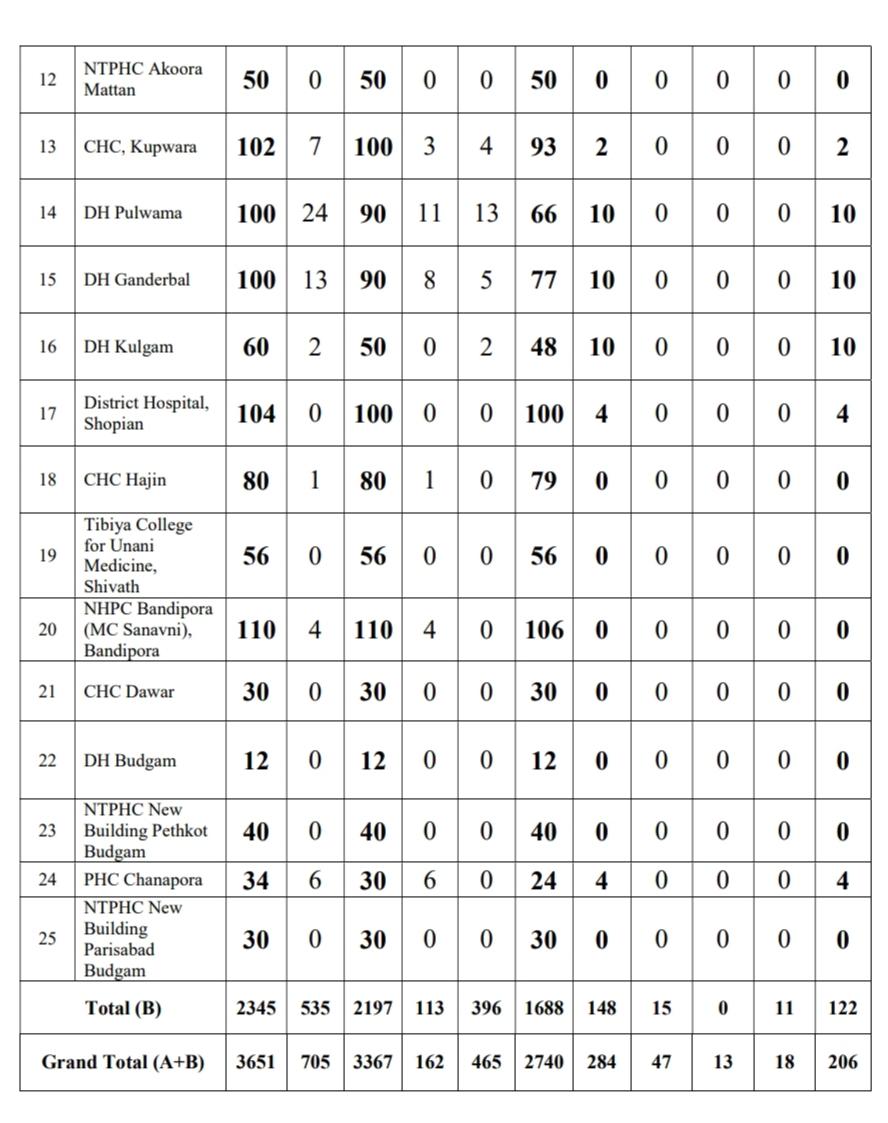 12 NTPHC Akoora Mattan 50 0 50 0 0 50 0 0 0 0 0
13 CHC, Kupwara 102 7 100 3 4 93 2 0 0 0 2
14 DH Pulwama 100 24 90 11 13 66 10 0 0 0 10
15 DH Ganderbal 100 13 90 8 5 77 10 0 0 0 10
16 DH Kulgam 60 2 50 0 2 48 10 0 0 0 10
17 District Hospital, Shopian 104 0 100 0 0 100 4 0 0 0 4
18 CHC Hajin 80 1 80 1 0 79 0 0 0 0 0
19 Tibiya College for Unani Medicine, Shivath 56 0 56 0 0 56 0 0 0 0 0
20 NHPC Bandipora (MC Sanavni), Bandipora 110 4 110 4 0 106 0 0 0 0 0
21 CHC Dawar 30 0 30 0 0 30 0 0 0 0 0
22 DH Budgam 12 0 12 0 0 12 0 0 0 0 0
23 NTPHC New Building Pethkot Budgam 40 0 40 0 0 40 0 0 0 0 0
24 PHC Chanapora 34 6 30 6 0 24 4 0 0 0 4
25 NTPHC New Building Parisabad Budgam 30 0 30 0 0 30 0 0 0 0 0
Total (B) 2345 535 2197 113 396 1688 148 15 0 11 122
Grand Total (A+B) 3651 705 3367 162 465 2740 284 47 13 18 206